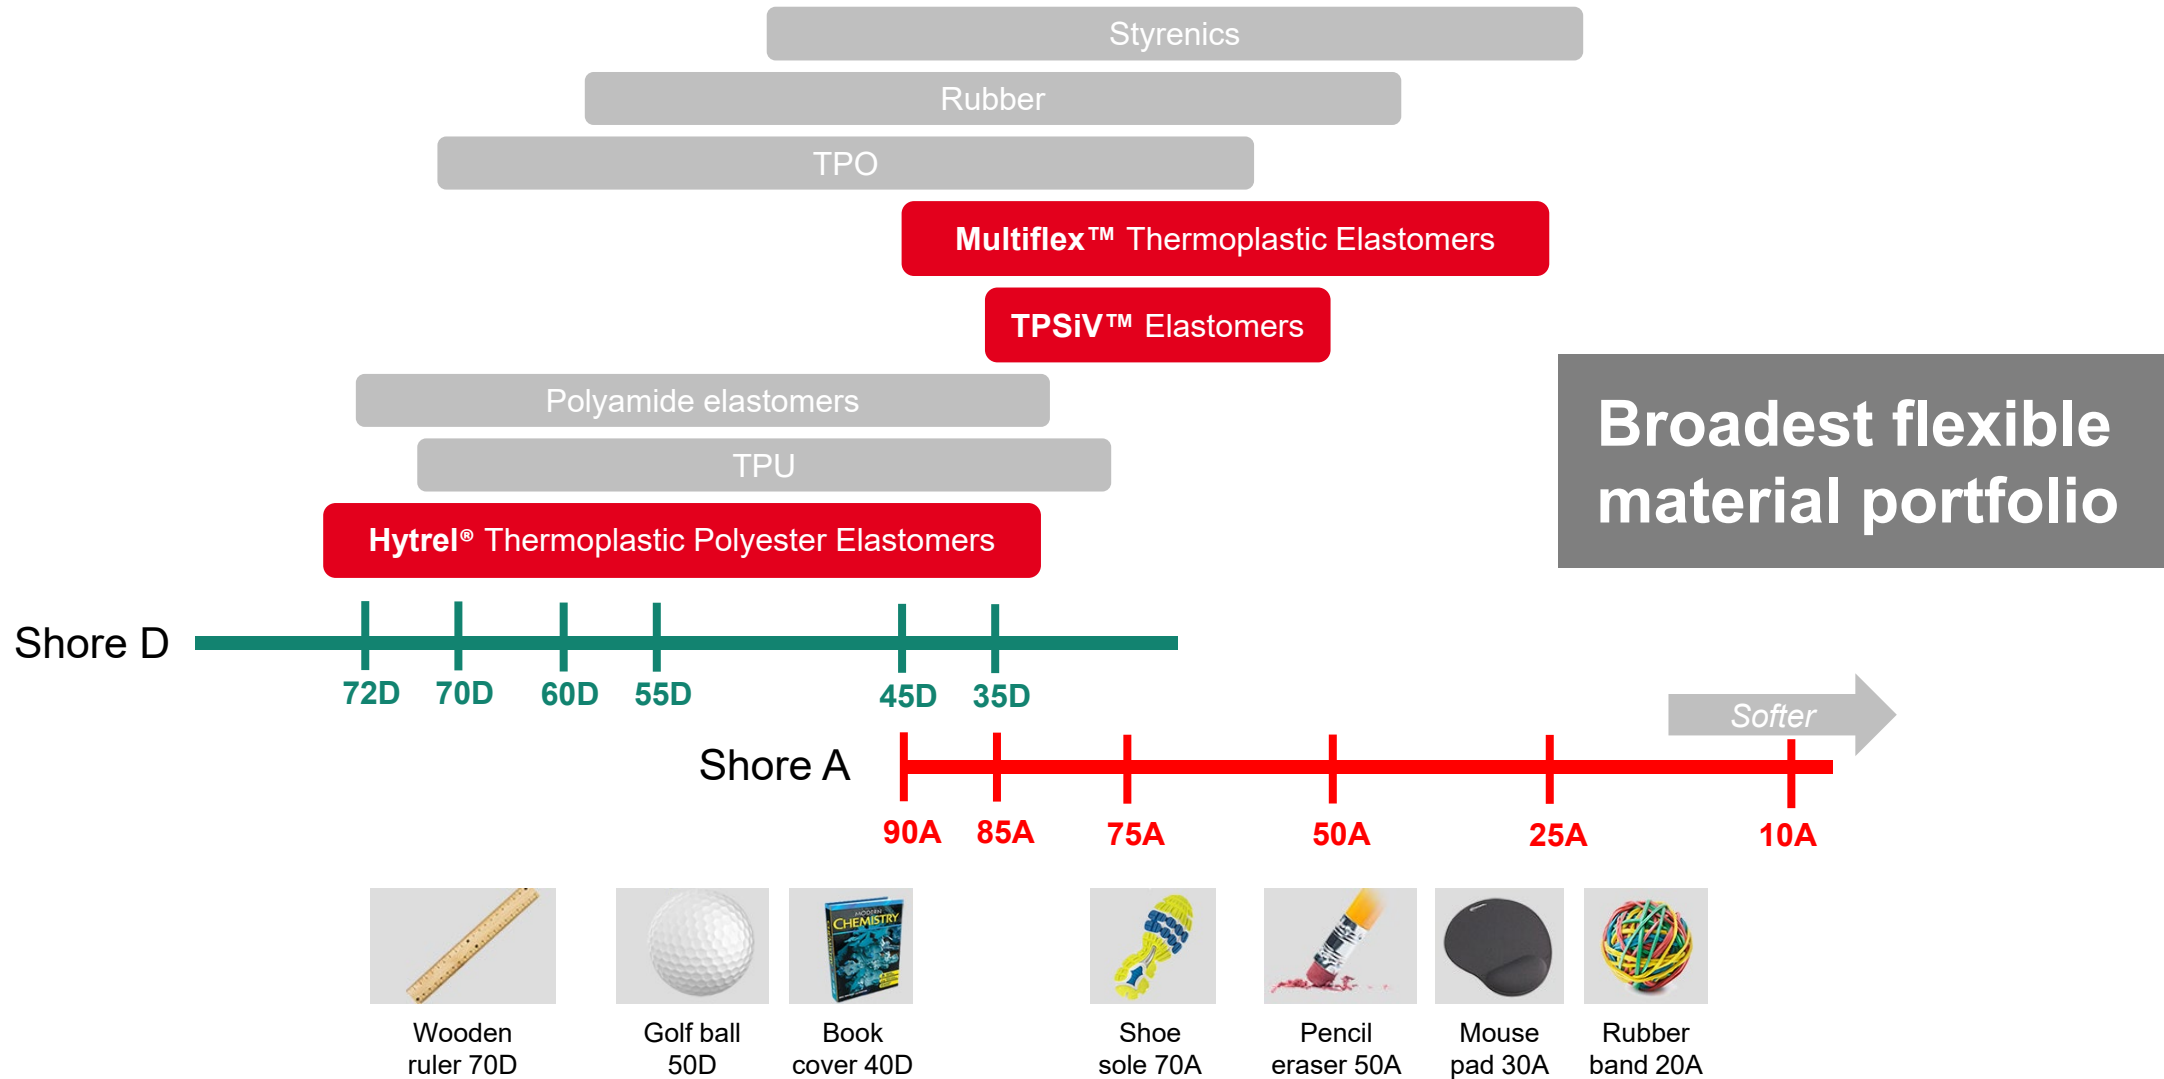 Styrenics
Rubber
TPO
Multiflex™ Thermoplastic Elastomers
TPSiV™ Elastomers
Polyamide elastomers
TPU
Hytrel® Thermoplastic Polyester Elastomers
Broadest flexible
material portfolio
Shore D
72D 70D 60D 55D 45D 35D
Softer
Shore A
90A 85A 75A 50A 25A 10A
MODERN
CHEMISTRY
Wooden
ruler 70D
Golf ball
50D
Book
cover 40D
Shoe
sole 70A
Pencil
eraser 50A
Mouse
pad 30A
Rubber
band 20A